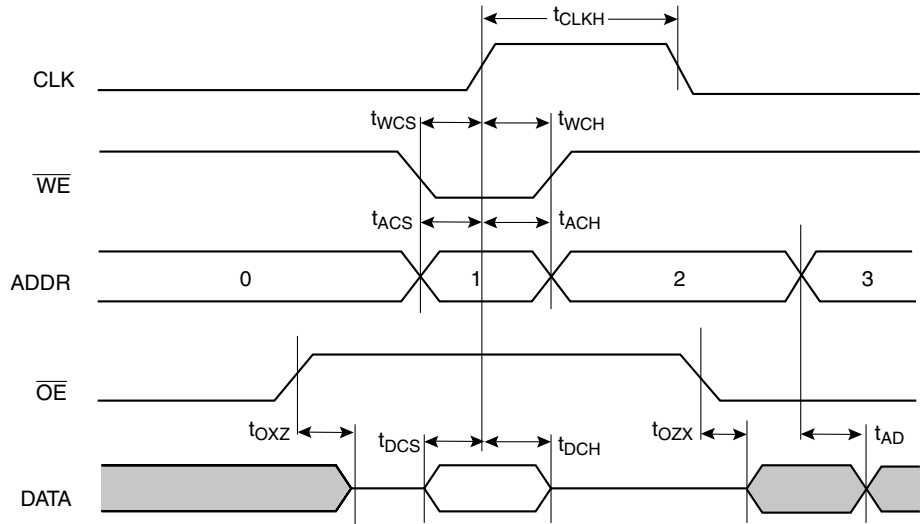 tCLKH
CLK
tWCS tWCH
WE
tACS tACH
ADDR 0 1 2 3
OE
tOXZ tDCS tDCH tOZX tAD
DATA